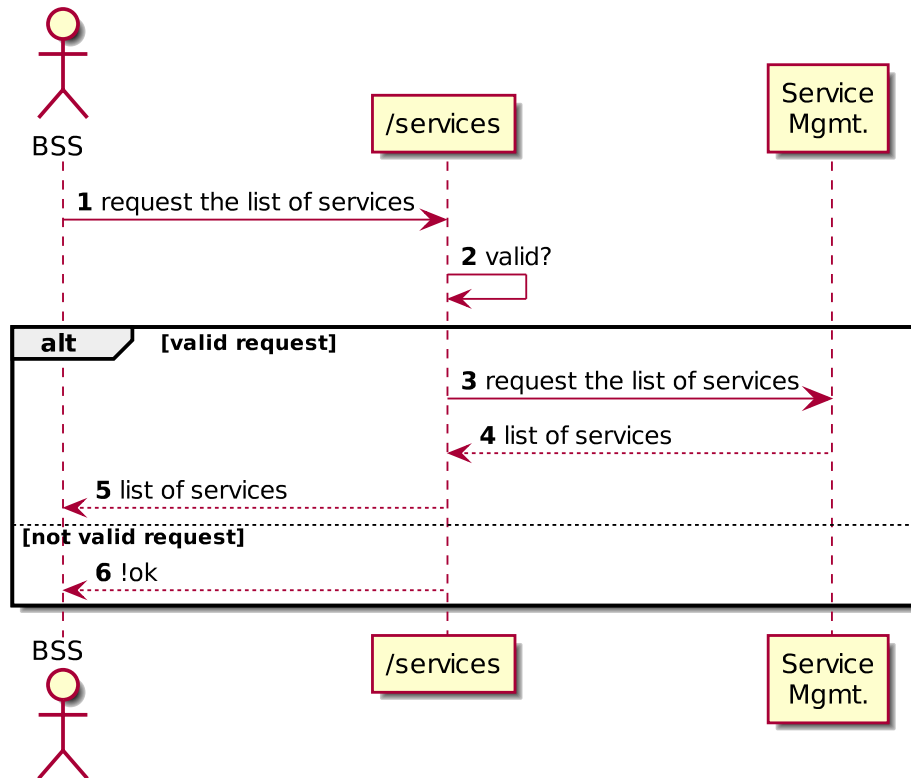 BSS
/services
Service
Mgmt.
1 request the list of services
2 valid?
alt [valid request]
3 request the list of services
4 list of services
5 list of services
[not valid request]
6 !ok
BSS
/services
Service
Mgmt.